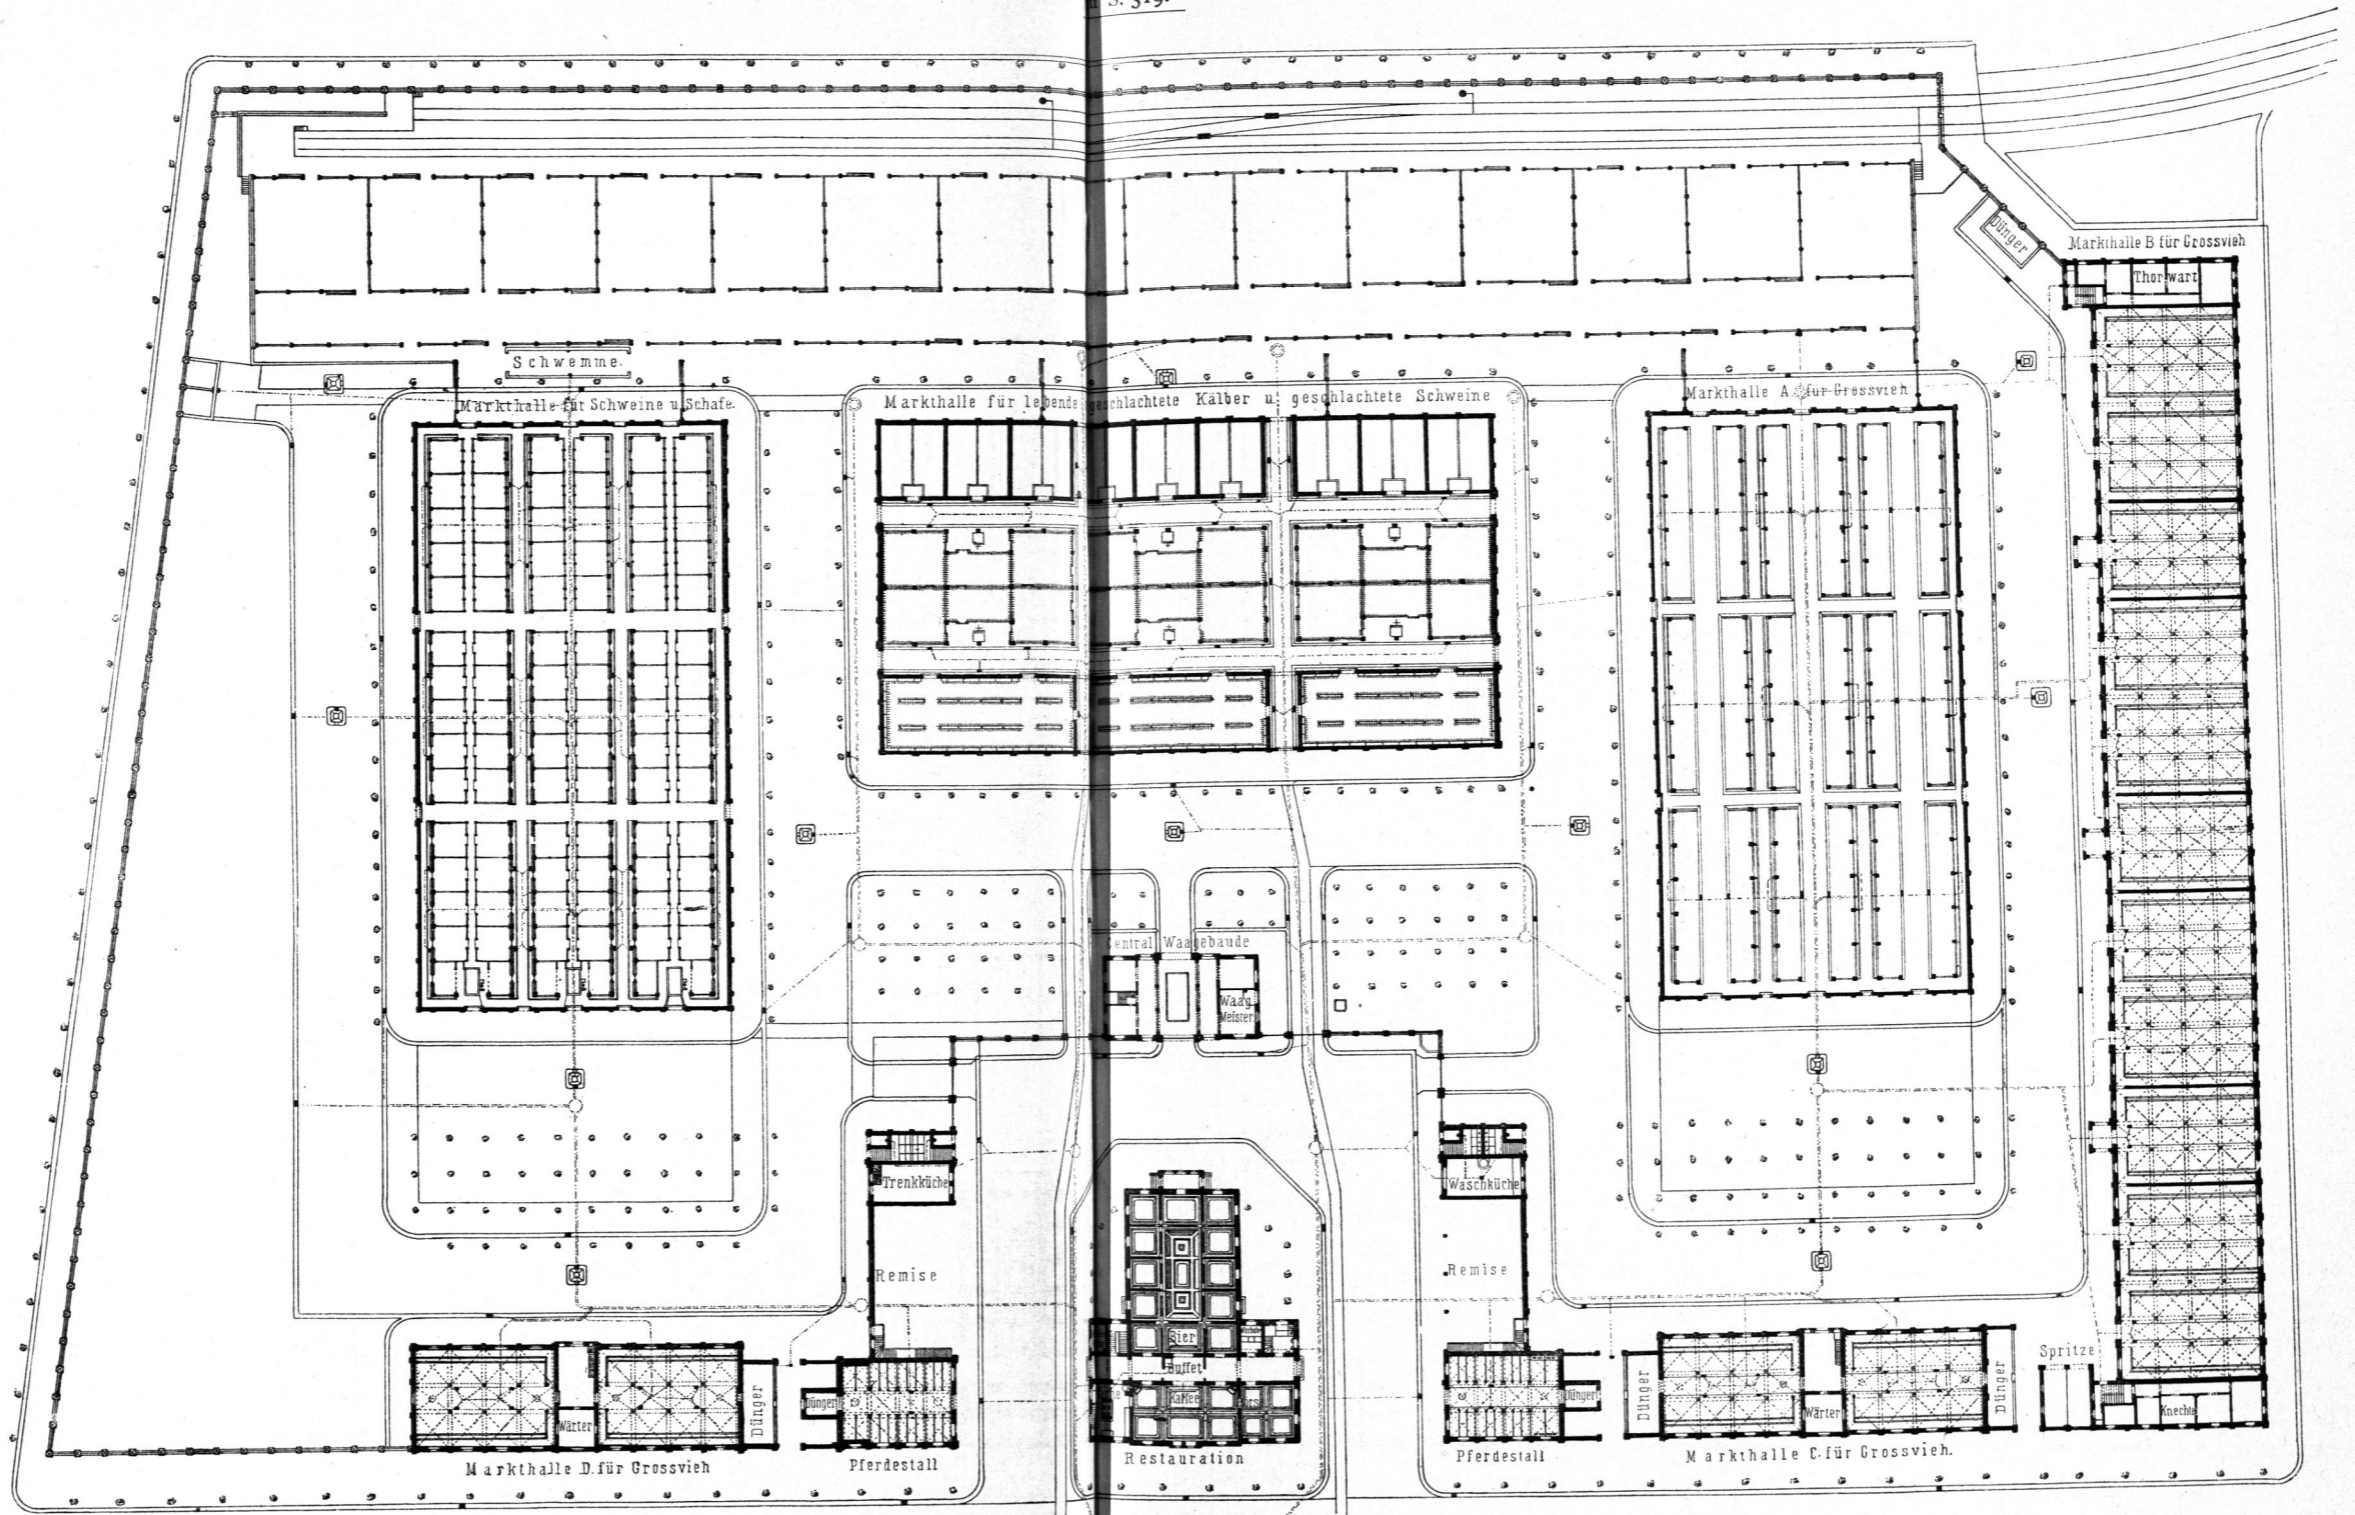 S. 319.
Dünger
Markthalle B für Grossvieh
Thorwart
Schwemme.
Markthalle für Schweine u. Schafe.
Markthalle für lebende geschlachtete Kälber u. geschlachtete Schweine
Markthalle A. für Grossvieh
Central Waagebaude
Waag
Meister
Trenkküche
Waschküche
Remise
Remise
Bier
Buffet
Kaffee
Spritze
Dünger
Dünger
Dünger
Dünger
Dünger
Wärter
Wärter
Knechte
Markthalle D. für Grossvieh
Pferdestall
Restauration
Pferdestall
Markthalle C. für Grossvieh.